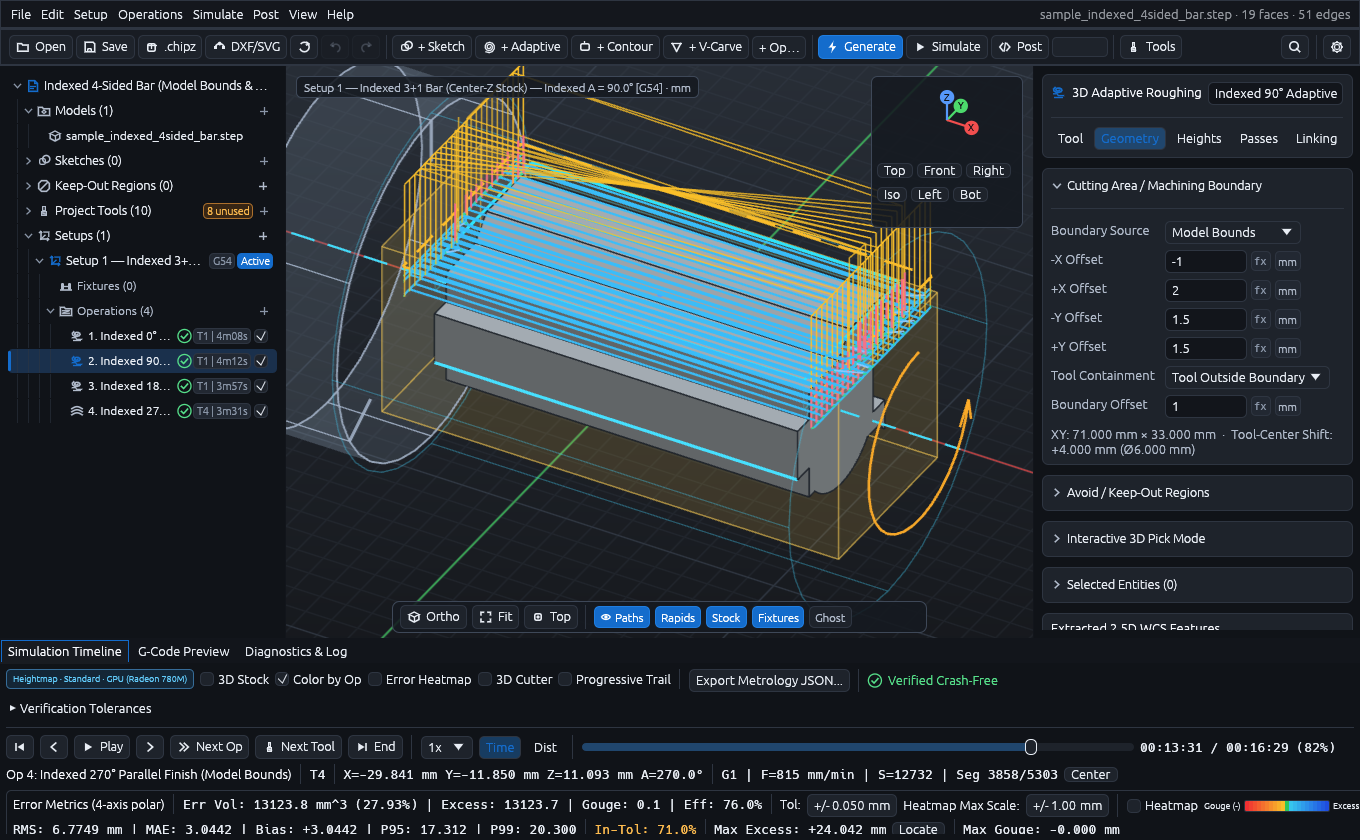 File Edit Setup Operations Simulate Post View Help
sample_indexed_4sided_bar.step · 19 faces · 51 edges
Open Save .chipz DXF/SVG + Sketch + Adaptive + Contour + V-Carve + Op... Generate Simulate Post Tools
Indexed 4-Sided Bar (Model Bounds & ...
Models (1) +
sample_indexed_4sided_bar.step
Sketches (0) +
Keep-Out Regions (0) +
Project Tools (10) 8 unused +
Setups (1) +
Setup 1 — Indexed 3+... G54 Active
Fixtures (0)
Operations (4) +
1. Indexed 0° ... T1 | 4m08s
2. Indexed 90... T1 | 4m12s
3. Indexed 18... T1 | 3m57s
4. Indexed 27... T4 | 3m31s
Setup 1 — Indexed 3+1 Bar (Center-Z Stock) — Indexed A = 90.0° [G54] · mm
Z
Y
X
Top Front Right
Iso Left Bot
Ortho Fit Top Paths Rapids Stock Fixtures Ghost
3D Adaptive Roughing Indexed 90° Adaptive
Tool Geometry Heights Passes Linking
Cutting Area / Machining Boundary
Boundary Source Model Bounds
-X Offset -1 fx mm
+X Offset 2 fx mm
-Y Offset 1.5 fx mm
+Y Offset 1.5 fx mm
Tool Containment Tool Outside Boundary
Boundary Offset 1 fx mm
XY: 71.000 mm × 33.000 mm · Tool-Center Shift:
+4.000 mm (Ø6.000 mm)
Avoid / Keep-Out Regions
Interactive 3D Pick Mode
Selected Entities (0)
Extracted 2.5D WCS Features
Simulation Timeline G-Code Preview Diagnostics & Log
Heightmap · Standard · GPU (Radeon 780M) 3D Stock Color by Op Error Heatmap 3D Cutter Progressive Trail Export Metrology JSON... Verified Crash-Free
Verification Tolerances
Play Next Op Next Tool End 1x Time Dist 00:13:31 / 00:16:29 (82%)
Op 4: Indexed 270° Parallel Finish (Model Bounds) T4 X=-29.841 mm Y=-11.850 mm Z=11.093 mm A=270.0° G1 | F=815 mm/min | S=12732 | Seg 3858/5303 Center
Error Metrics (4-axis polar) Err Vol: 13123.8 mm^3 (27.93%) | Excess: 13123.7 | Gouge: 0.1 | Eff: 76.0% Tol: +/-0.050 mm Heatmap Max Scale: +/-1.00 mm Heatmap Gouge (-) Excess
RMS: 6.7749 mm | MAE: 3.0442 | Bias: +3.0442 | P95: 17.312 | P99: 20.300 In-Tol: 71.0% Max Excess: +24.042 mm Locate Max Gouge: -0.000 mm